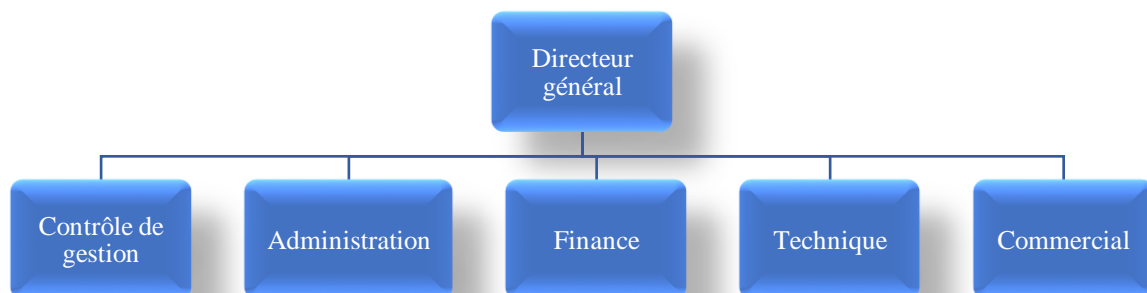 Directeur
général
Contrôle de
gestion
Administration
Finance
Technique
Commercial